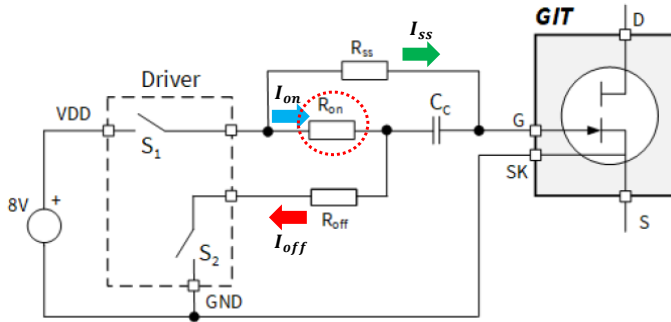 GIT
D
I_ss
R_ss
Driver
I_on
R_on
C_C
VDD
S_1
G
SK
8V
+
R_off
I_off
S_2
S
GND